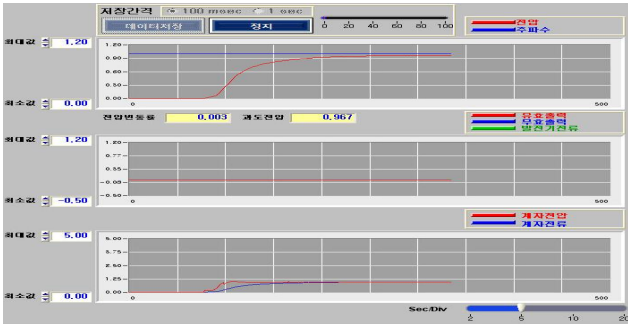 저장간격 100 msec 1 sec
데이터저장 정지
0 20 40 60 80 100
전압
주파수
최대값 1.20
1.20
0.90
0.60
0.30
0.00
최소값 0.00
0 500
전압변동률 0.003 과도전압 0.967
유효출력
무효출력
발전기전류
최대값 1.20
1.20
0.77
0.35
-0.08
-0.50
최소값 -0.50
0 500
계자전압
계자전류
최대값 5.00
5.00
3.75
2.50
1.25
0.00
최소값 0.00
0 500
Sec/Div
2 5 10 20